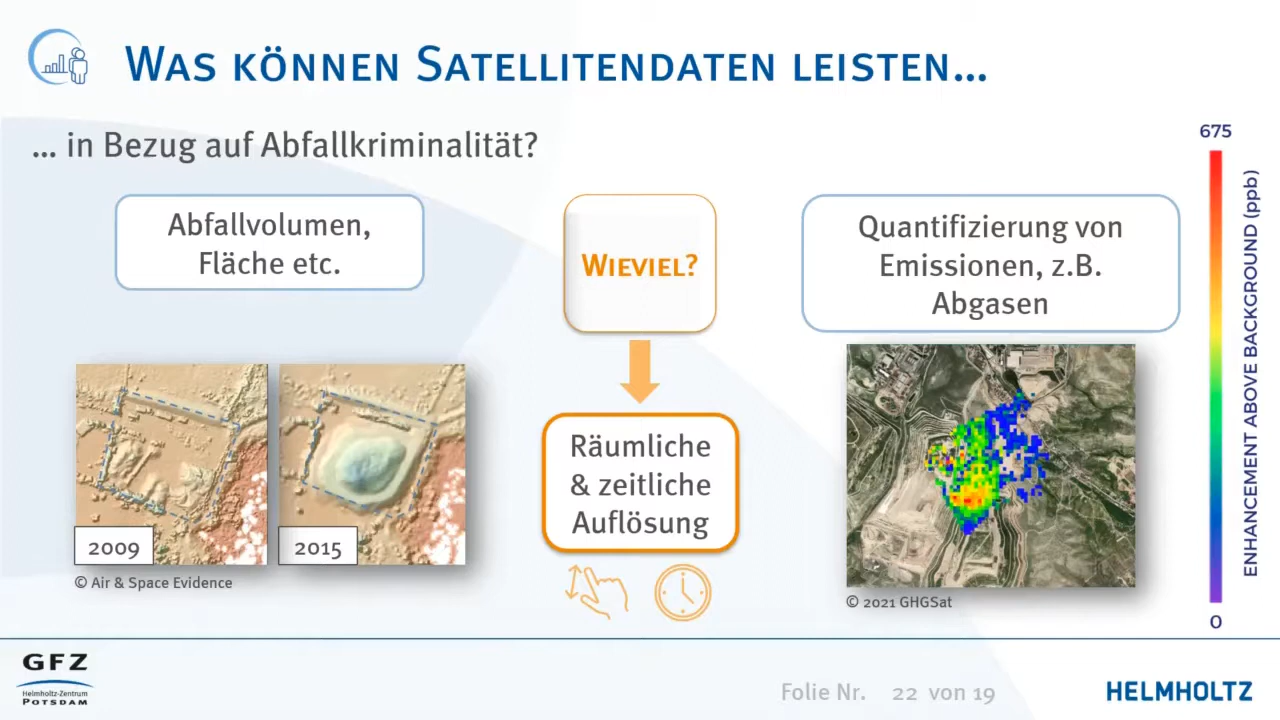 Was können Satellitendaten leisten...
... in Bezug auf Abfallkriminalität?
Abfallvolumen,
Fläche etc.
Wieviel?
Quantifizierung von
Emissionen, z.B.
Abgasen
Räumliche
& zeitliche
Auflösung
2009
2015
© Air & Space Evidence
© 2021 GHGSat
675
ENHANCEMENT ABOVE BACKGROUND (ppb)
0
GFZ
Helmholtz-Zentrum
POTSDAM
Folie Nr. 22 von 19
HELMHOLTZ